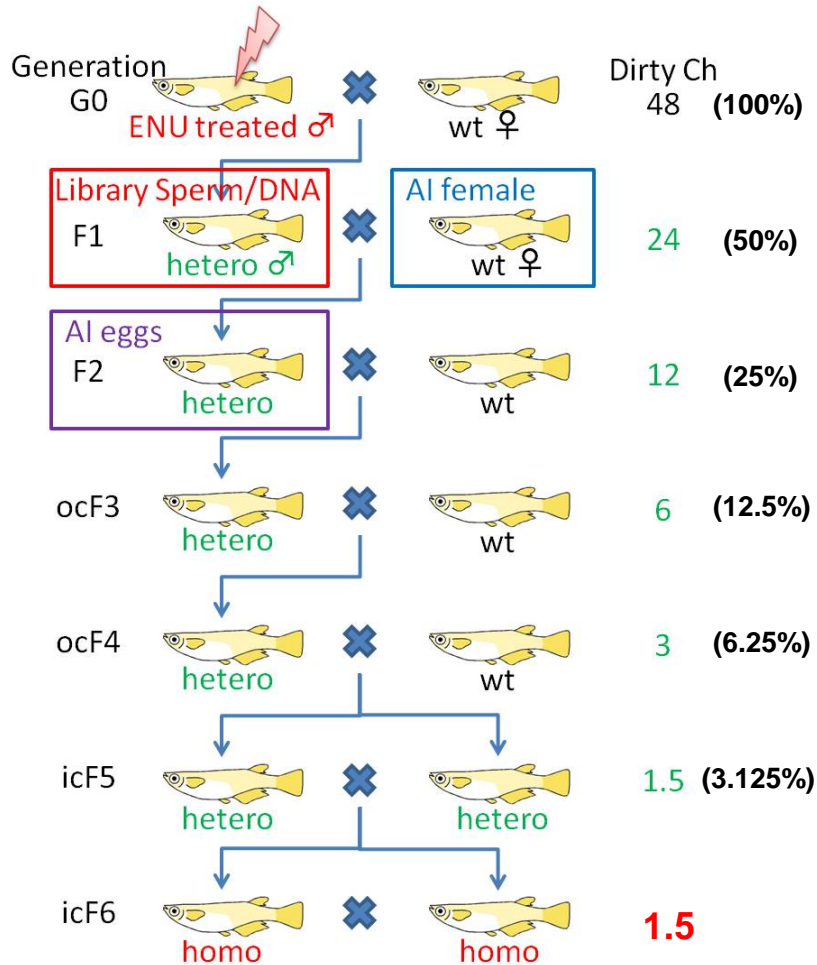 Generation
G0
ENU treated ♂
wt ♀
Dirty Ch
48 (100%)
Library Sperm/DNA
F1
hetero ♂
AI female
wt ♀
24 (50%)
AI eggs
F2
hetero
wt
12 (25%)
ocF3
hetero
wt
6 (12.5%)
ocF4
hetero
wt
3 (6.25%)
icF5
hetero
hetero
1.5 (3.125%)
icF6
homo
homo
1.5